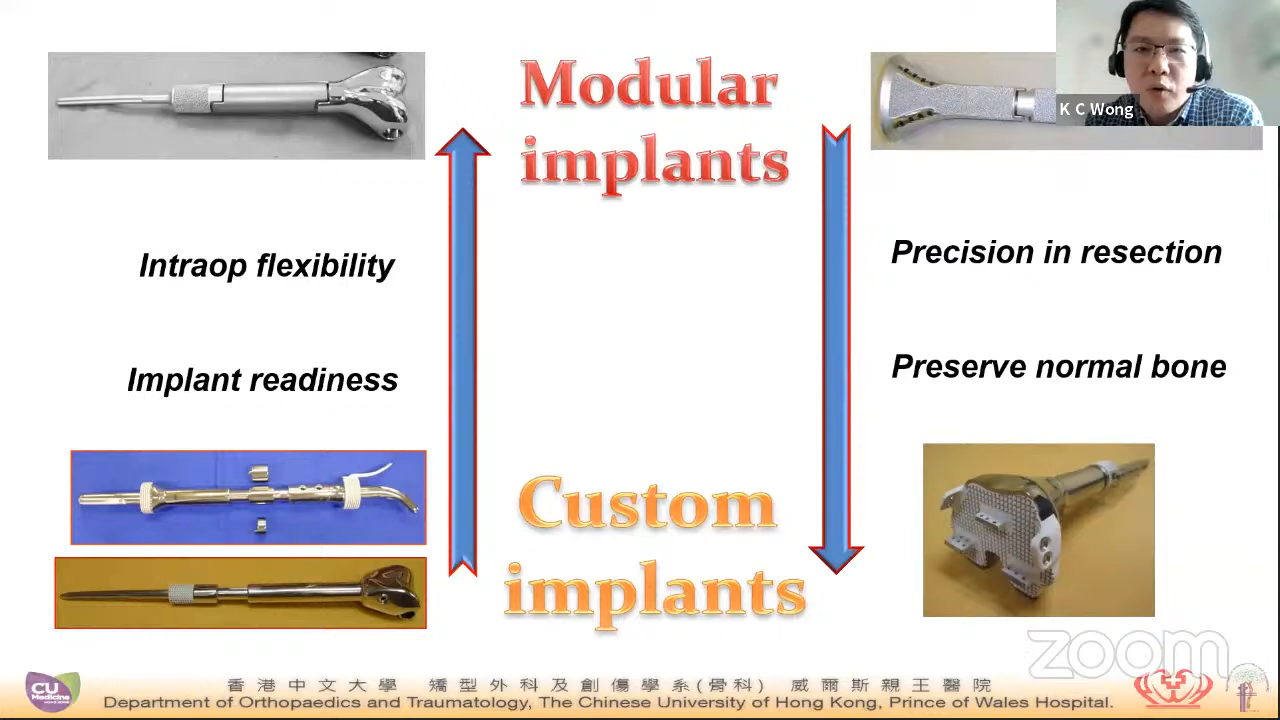 Modular
implants
K C Wong
Intraop flexibility
Precision in resection
Implant readiness
Preserve normal bone
Custom
implants
zoom
CU
Medicine
HONG KONG
香港中文大學 矯型外科及創傷學系(骨科) 威爾斯親王醫院
Department of Orthopaedics and Traumatology, The Chinese University of Hong Kong, Prince of Wales Hospital.